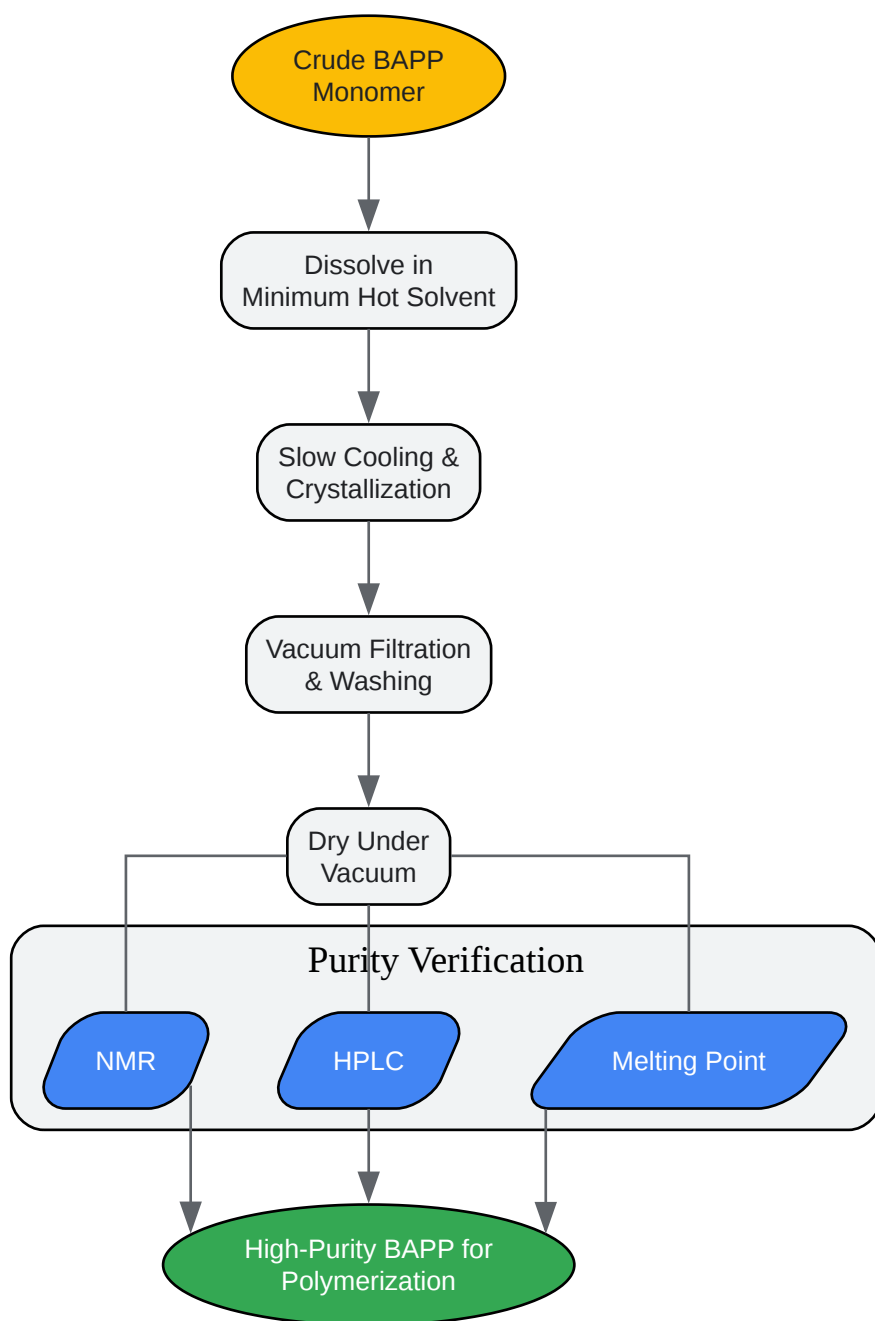 Crude BAPP
Monomer
Dissolve in
Minimum Hot Solvent
Slow Cooling &
Crystallization
Vacuum Filtration
& Washing
Dry Under
Vacuum
Purity Verification
NMR
HPLC
Melting Point
High-Purity BAPP for
Polymerization